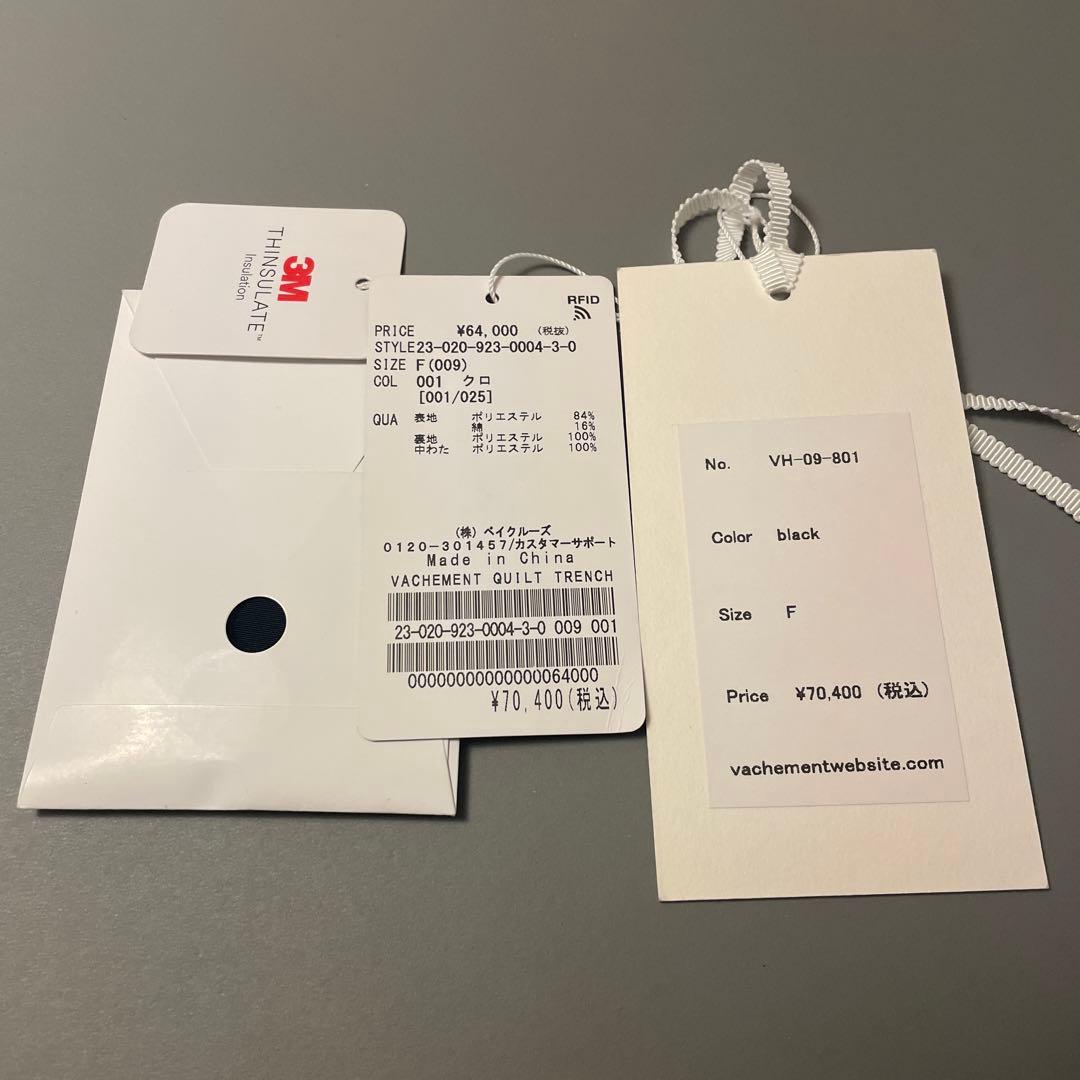 3M
THINSULATE™
Insulation
RFID
PRICE ¥64,000 (税抜)
STYLE23-020-923-0004-3-0
SIZE F(009)
COL 001 クロ
[001/025]
QUA 表地 ポリエステル 84%
綿 16%
裏地 ポリエステル 100%
中わた ポリエステル 100%
(株) ベイクルーズ
0120-301457/カスタマーサポート
Made in China
VACHEMENT QUILT TRENCH
23-020-923-0004-3-0 009 001
00000000000000064000
¥70,400(税込)
No. VH-09-801
Color black
Size F
Price ¥70,400 (税込)
vachementwebsite.com